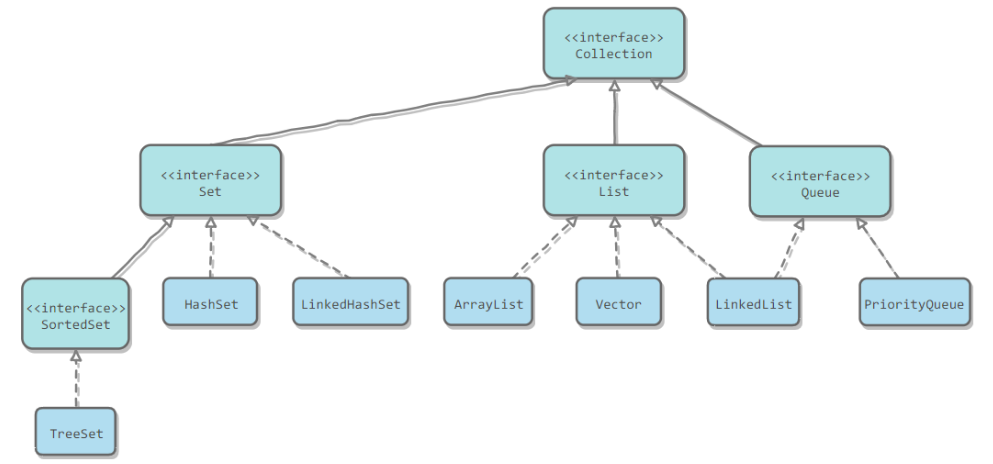 <<interface>>
Collection
<<interface>>
Set
<<interface>>
List
<<interface>>
Queue
<<interface>>
SortedSet
HashSet
LinkedHashSet
ArrayList
Vector
LinkedList
PriorityQueue
TreeSet